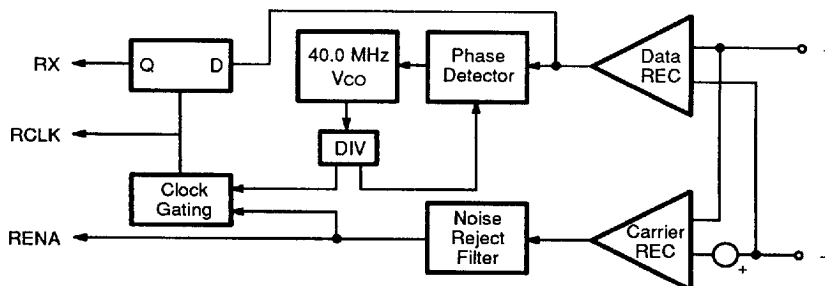 RX
Q D
40.0 MHz
VCO
Phase
Detector
Data
REC
RCLK
DIV
Clock
Gating
RENA
Noise
Reject
Filter
Carrier
REC
+